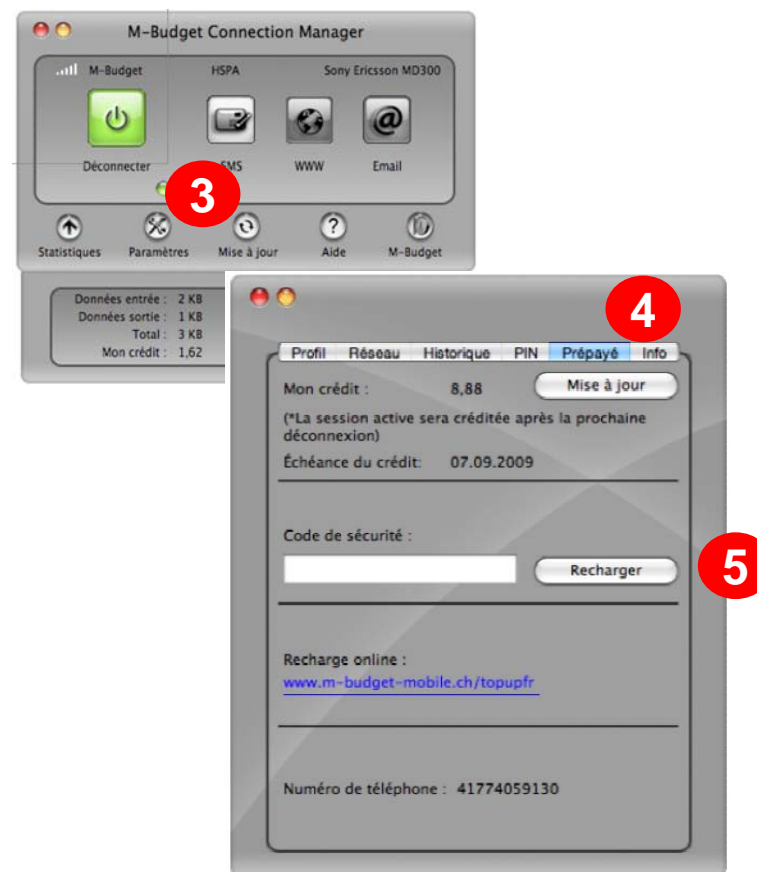 M-Budget Connection Manager
M-Budget HSPA Sony Ericsson MD300
Déconnecter SMS WWW Email
3
Statistiques Paramètres Mise à jour Aide M-Budget
Données entrée : 2 KB
Données sortie : 1 KB
Total : 3 KB
Mon crédit : 1,62
4
Profil Réseau Historique PIN Prépayé Info
Mon crédit : 8,88 Mise à jour
(*La session active sera créditée après la prochaine
déconnexion)
Échéance du crédit: 07.09.2009
Code de sécurité :
Recharger
5
Recharge online :
www.m-budget-mobile.ch/topupfr
Numéro de téléphone : 41774059130